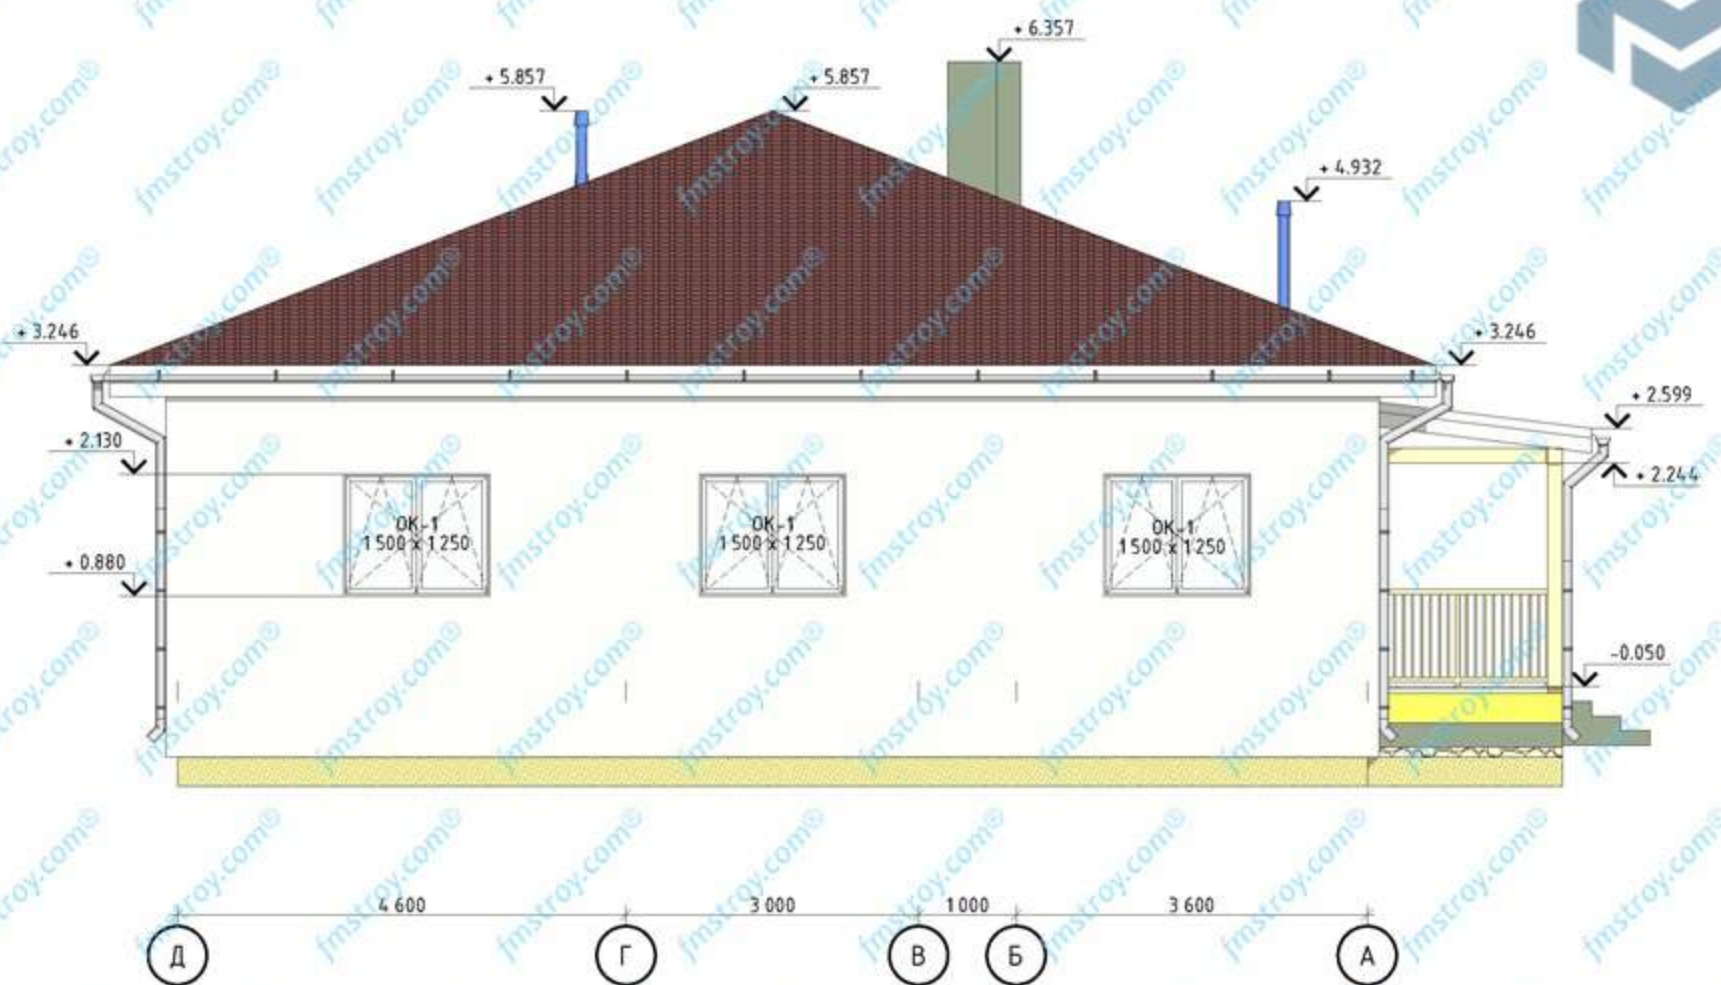 + 6.357
+ 5.857
+ 5.857
+ 4.932
+ 3.246
+ 3.246
+ 2.599
+ 2.130
+ 2.244
ОК-1
1 500 x 1 250
ОК-1
1 500 x 1 250
ОК-1
1 500 x 1 250
+ 0.880
-0.050
4 600
3 000
1 000
3 600
Д
Г
В
Б
А
fmstroy.com®